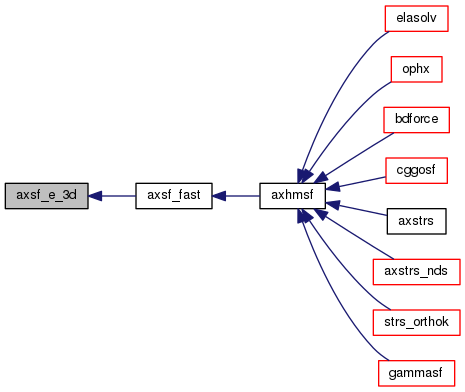 elasolv
ophx
bdforce
cggosf
axsf_e_3d
axsf_fast
axhmsf
axstrs
axstrs_nds
strs_orthok
gammasf